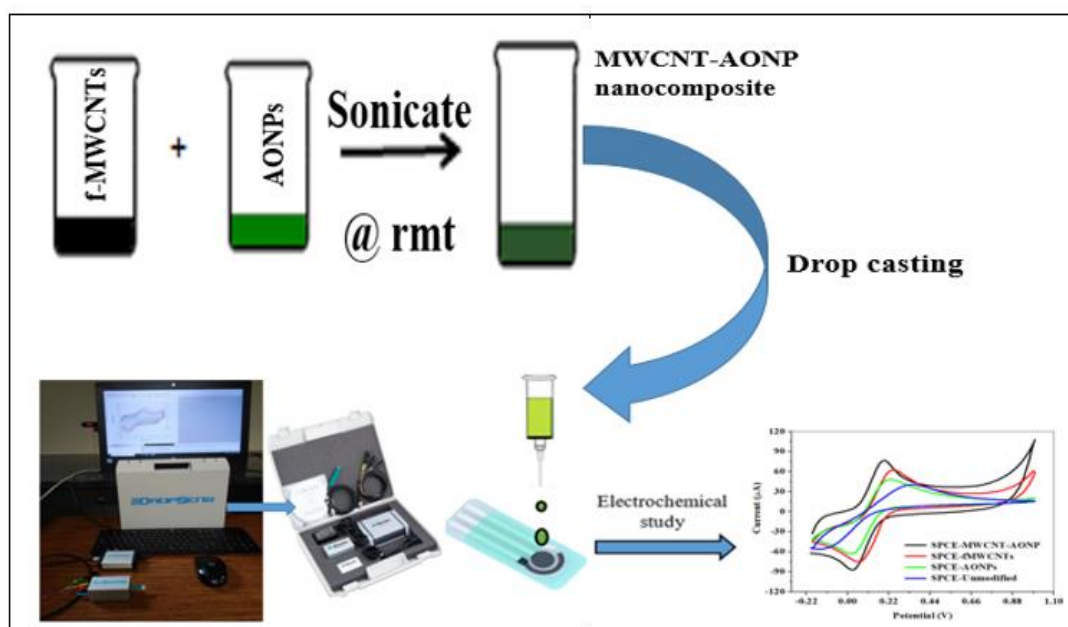 f-MWCNTs
+
AONPs
Sonicate
@ rmt
MWCNT-AONP
nanocomposite
Drop casting
DROPSENS
Electrochemical
study
Current (µA)
120
90
60
30
0
-30
-60
-90
-120
SPCE-MWCNT-AONP
SPCE-fMWCNTs
SPCE-AONPs
SPCE-Unmodified
-0.22
0.00
0.22
0.44
0.66
0.88
1.10
Potential (V)